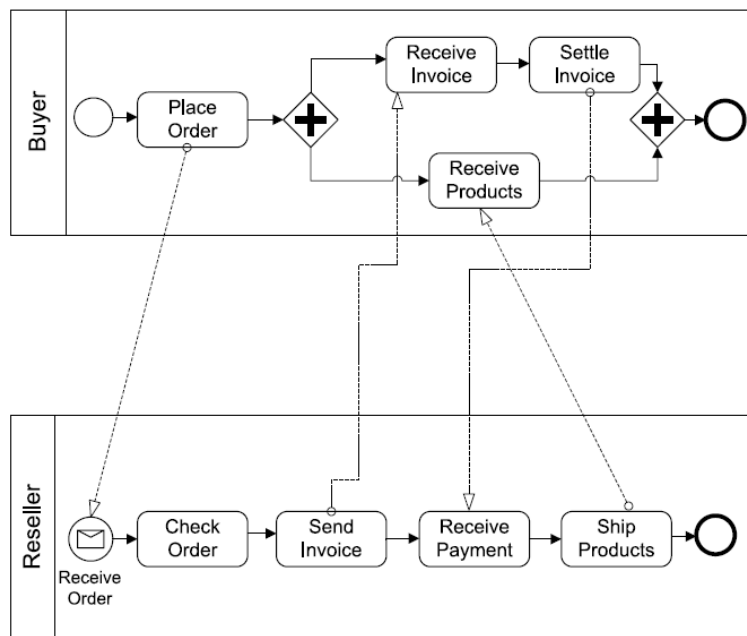 Buyer
Place
Order
Receive
Invoice
Settle
Invoice
Receive
Products
Reseller
Receive
Order
Check
Order
Send
Invoice
Receive
Payment
Ship
Products